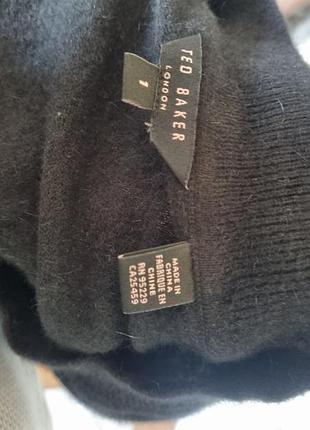 TED BAKER
LONDON
1
MADE IN
CHINA
FABRIQUE EN
CHINE
RN 95229
CA25459